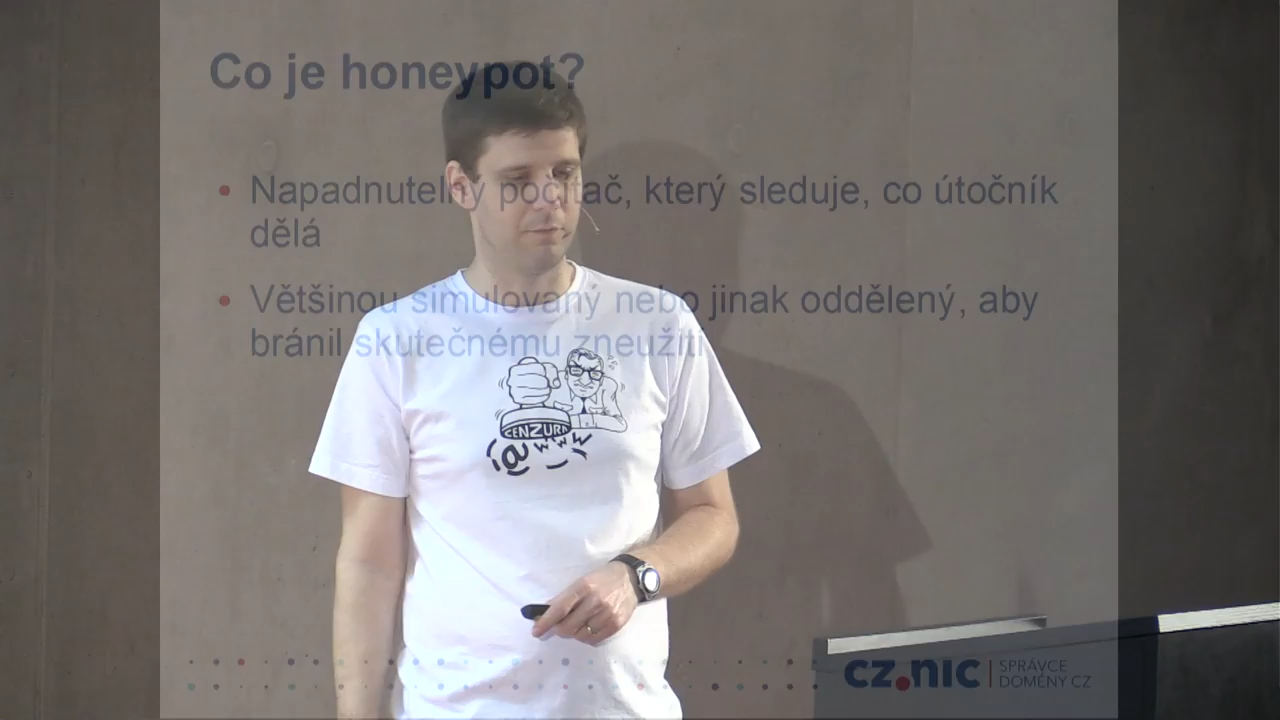 Co je honeypot?
Napadnutelný počítač, který sleduje, co útočník
dělá
Většinou simulovaný nebo jinak oddělený, aby
bránil skutečnému zneužití
CENZURA
@WWW
CZ.NIC
SPRÁVCE
DOMÉNY CZ